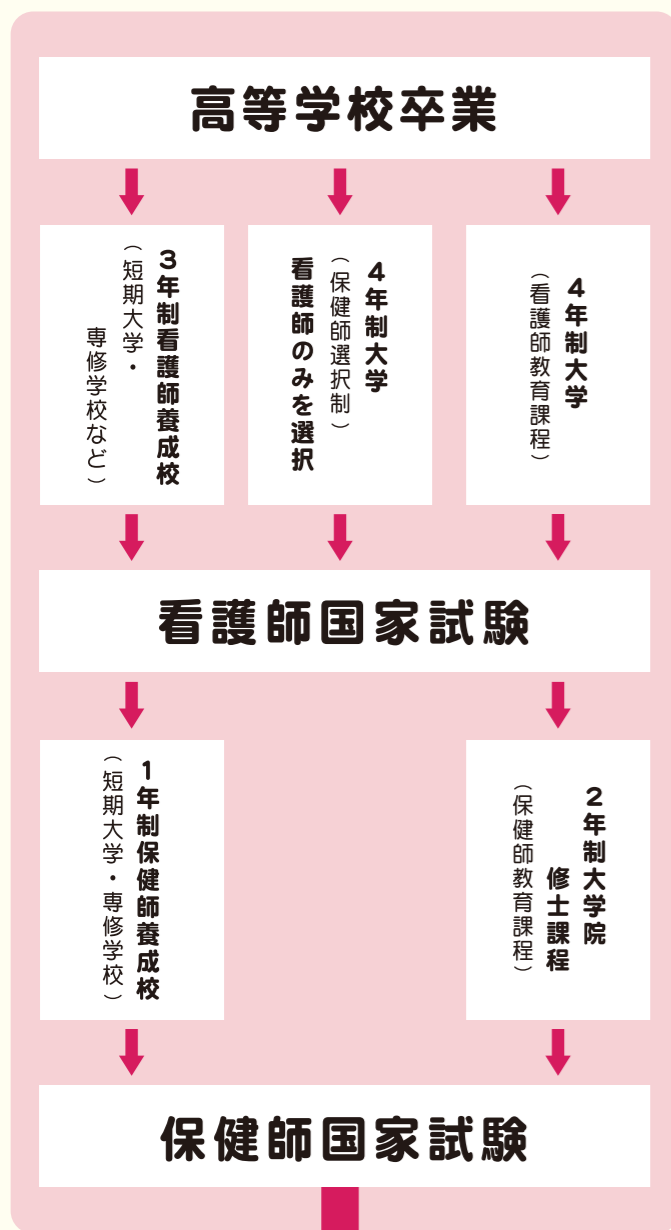 高等学校卒業
4年制大学
（看護師教育課程）
4年制大学
（保健師選択制）
看護師のみを選択
3年制看護師養成校
（短期大学・
専修学校など）
看護師国家試験
2年制大学院
修士課程
（保健師教育課程）
1年制保健師養成校
（短期大学・専修学校）
保健師国家試験